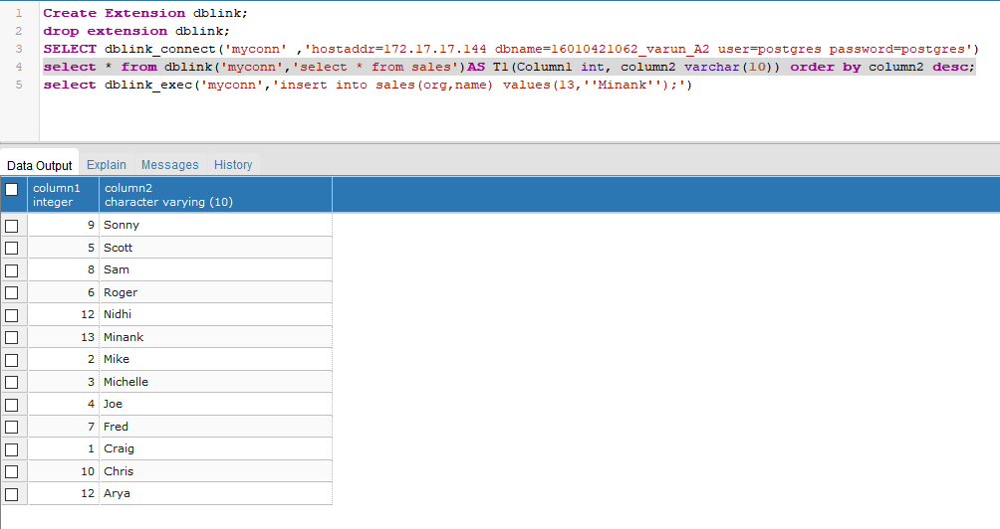 1 Create Extension dblink;
2 drop extension dblink;
3 SELECT dblink_connect('myconn' ,'hostaddr=172.17.17.144 dbname=16010421062_varun_A2 user=postgres password=postgres')
4 select * from dblink('myconn','select * from sales')AS T1(Column1 int, column2 varchar(10)) order by column2 desc;
5 select dblink_exec('myconn','insert into sales(org,name) values(13,''Minank'');')
Data Output Explain Messages History
column1 column2
integer character varying (10)
9 Sonny
5 Scott
8 Sam
6 Roger
12 Nidhi
13 Minank
2 Mike
3 Michelle
4 Joe
7 Fred
1 Craig
10 Chris
12 Arya